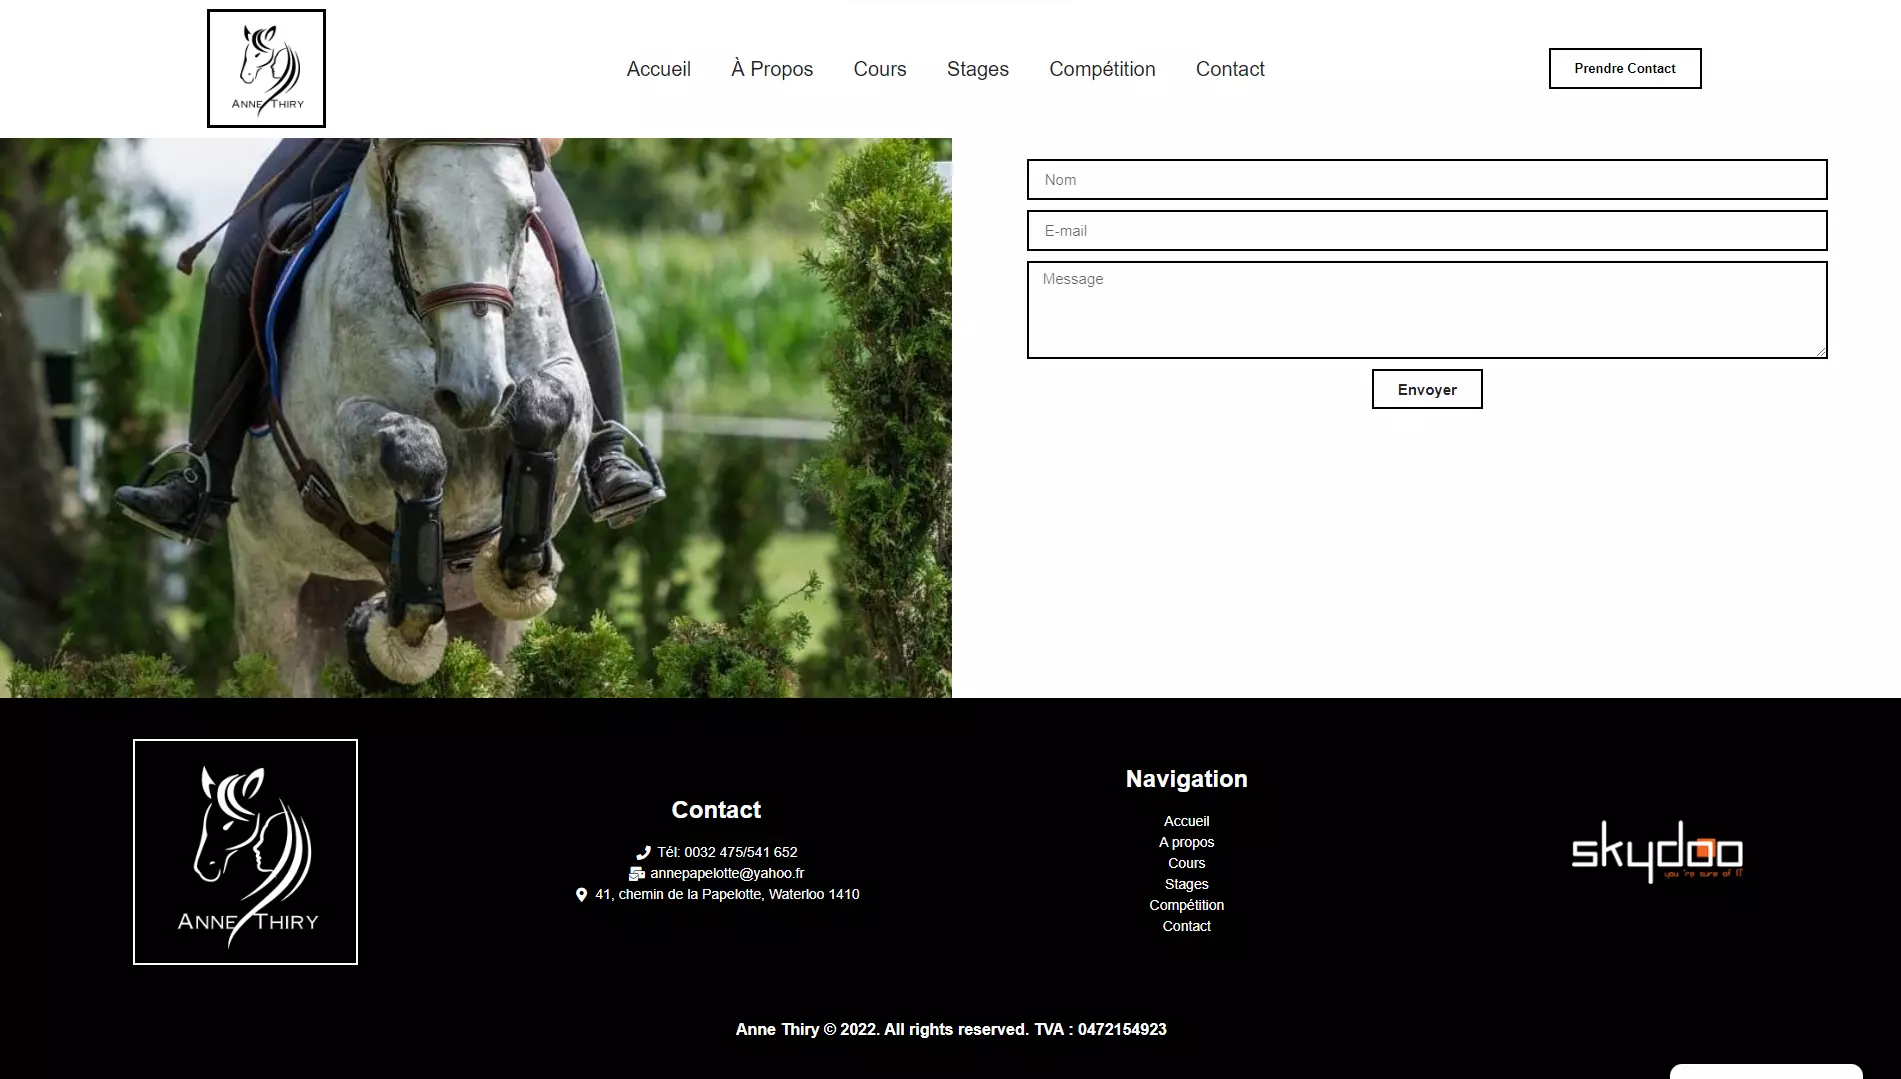 ANNE THIRY
Accueil
À Propos
Cours
Stages
Compétition
Contact
Prendre Contact
Nom
E-mail
Message
Envoyer
ANNE THIRY
Contact
Tél: 0032 475/541 652
annepapelotte@yahoo.fr
41, chemin de la Papelotte, Waterloo 1410
Navigation
Accueil
A propos
Cours
Stages
Compétition
Contact
skydoo
you 're sure of IT
Anne Thiry © 2022. All rights reserved. TVA : 0472154923